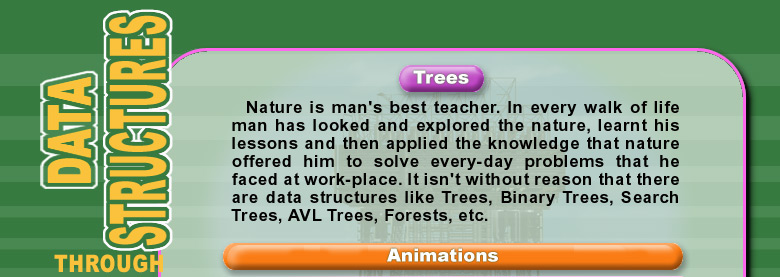 DATA
STRUCTURES
THROUGH
Trees
Nature is man's best teacher. In every walk of life
man has looked and explored the nature, learnt his
lessons and then applied the knowledge that nature
offered him to solve every-day problems that he
faced at work-place. It isn't without reason that there
are data structures like Trees, Binary Trees, Search
Trees, AVL Trees, Forests, etc.
Animations